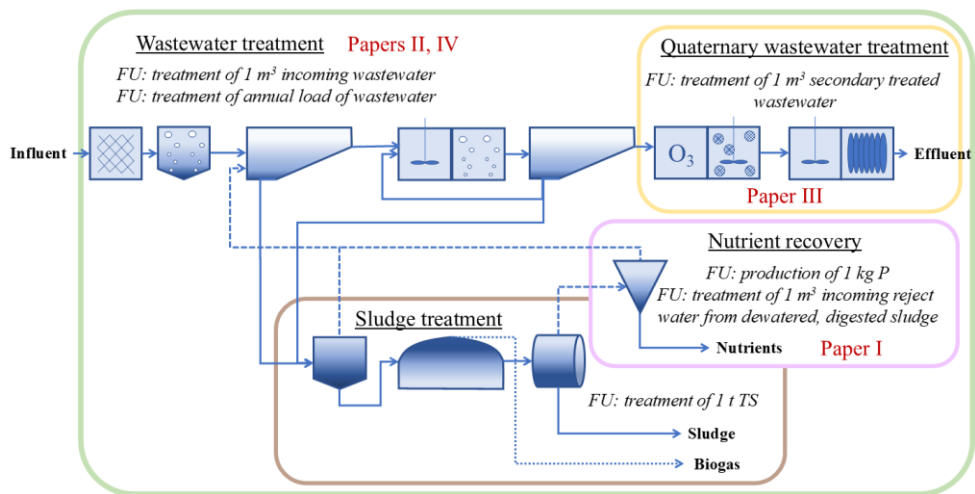 Wastewater treatment Papers II, IV
FU: treatment of 1 m³ incoming wastewater
FU: treatment of annual load of wastewater
Quaternary wastewater treatment
FU: treatment of 1 m³ secondary treated
wastewater
Influent
O₃
Effluent
Paper III
Nutrient recovery
FU: production of 1 kg P
FU: treatment of 1 m³ incoming reject
water from dewatered, digested sludge
Nutrients
Paper I
Sludge treatment
FU: treatment of 1 t TS
Sludge
Biogas